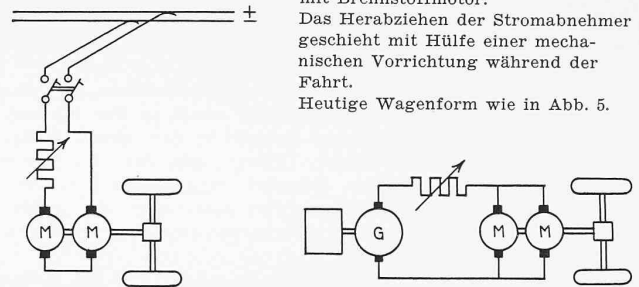 mit Brennstoffmotor.
Das Herabziehen der Stromabnehmer
geschieht mit Hülfe einer mecha-
nischen Vorrichtung während der
Fahrt.
Heutige Wagenform wie in Abb. 5.
±
M M
G M M